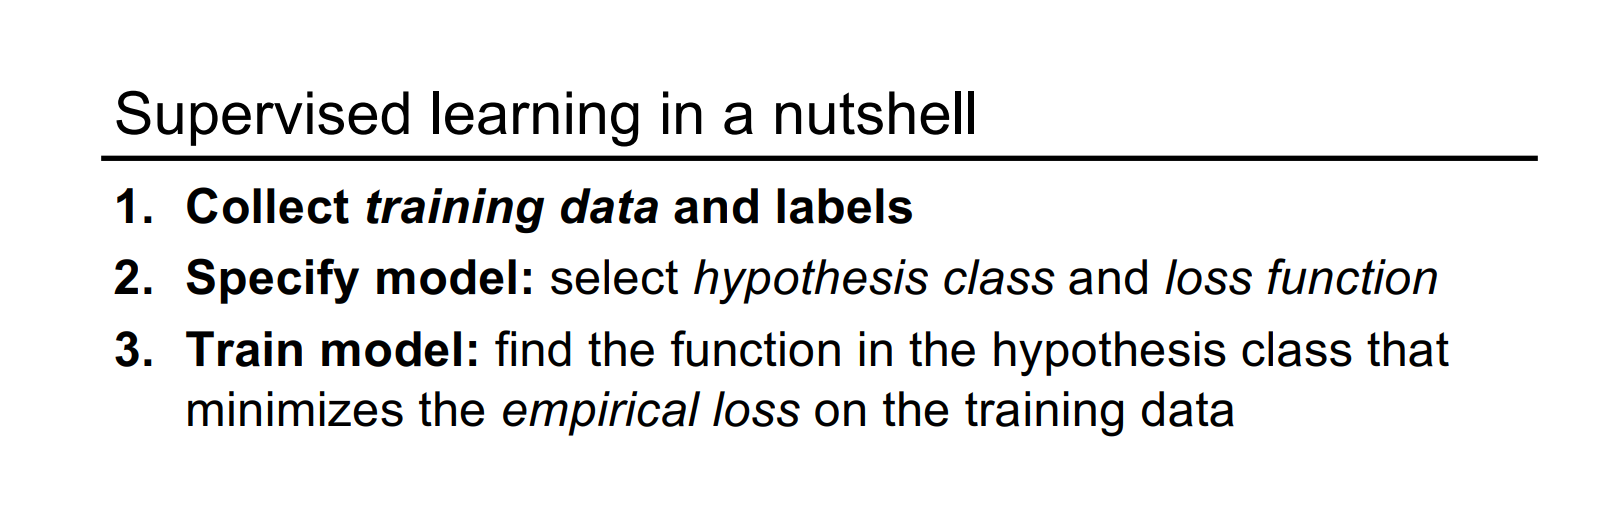 Supervised learning in a nutshell
1. Collect training data and labels
2. Specify model: select hypothesis class and loss function
3. Train model: find the function in the hypothesis class that
minimizes the empirical loss on the training data